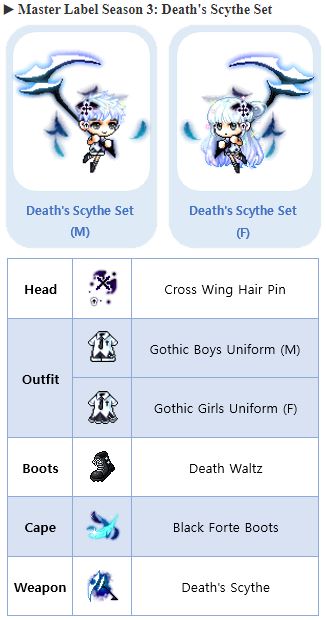 ▶ Master Label Season 3: Death's Scythe Set
Death's Scythe Set
(M)
Death's Scythe Set
(F)
Head
Cross Wing Hair Pin
Outfit
Gothic Boys Uniform (M)
Gothic Girls Uniform (F)
Boots
Death Waltz
Cape
Black Forte Boots
Weapon
Death's Scythe